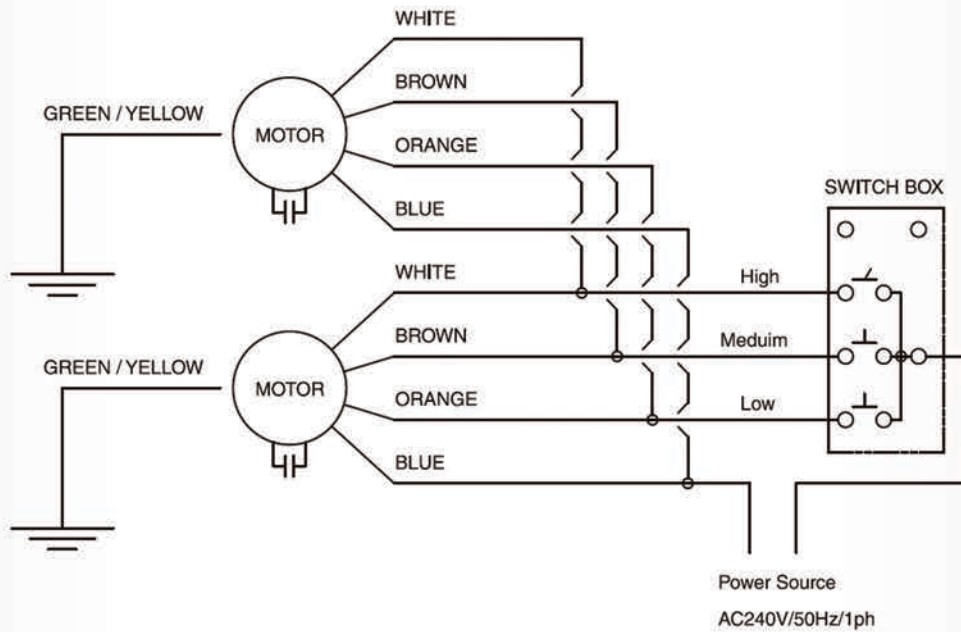 WHITE
BROWN
GREEN / YELLOW
MOTOR
ORANGE
BLUE
SWITCH BOX
WHITE
High
BROWN
Meduim
GREEN / YELLOW
MOTOR
ORANGE
Low
BLUE
Power Source
AC240V/50Hz/1ph